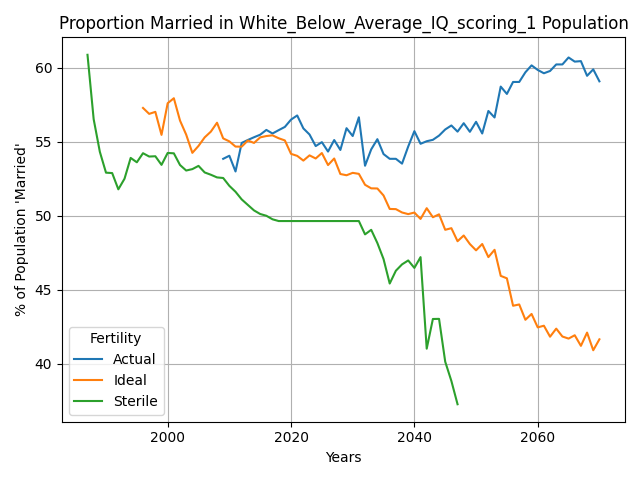 Proportion Married in White_Below_Average_IQ_scoring_1 Population
% of Population 'Married'
60
55
50
45
40
Fertility
Actual
Ideal
Sterile
2000
2020
2040
2060
Years